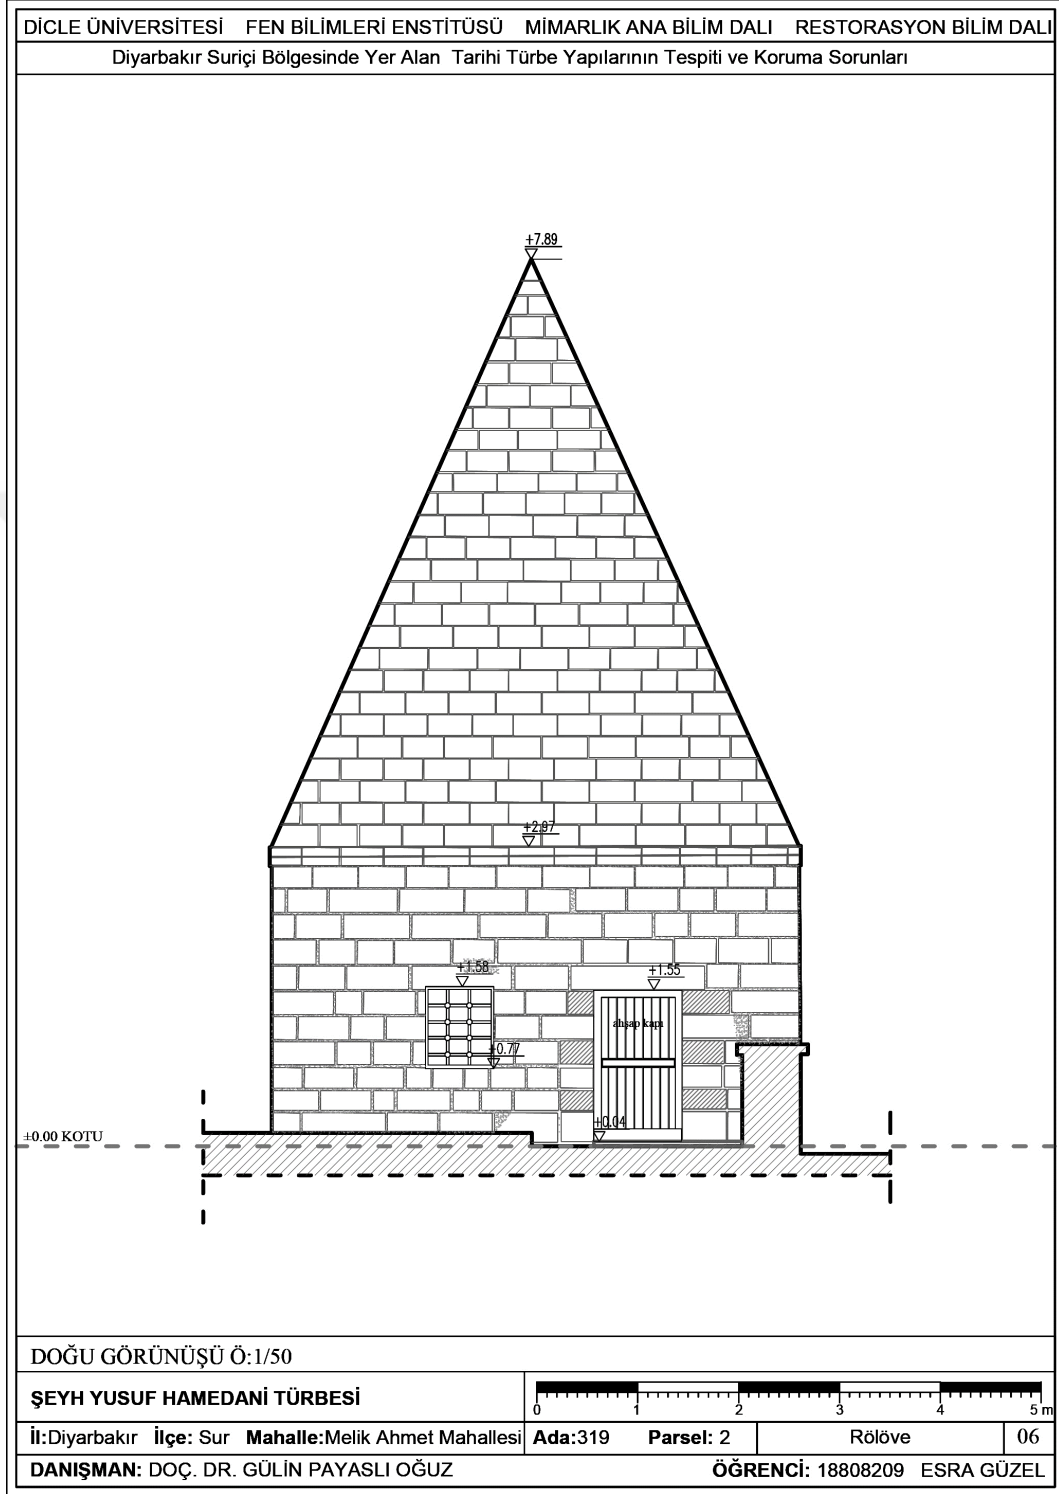 DİCLE ÜNİVERSİTESİ FEN BİLİMLERİ ENSTİTÜSÜ MİMARLIK ANA BİLİM DALI RESTORASYON BİLİM DALI
Diyarbakır Suriçi Bölgesinde Yer Alan Tarihi Türbe Yapılarının Tespiti ve Koruma Sorunları
+7.89
+2.97
+1.58
+1.55
ahşap kapı
+0.77
+0.04
±0.00 KOTU
DOĞU GÖRÜNÜŞÜ Ö:1/50
ŞEYH YUSUF HAMEDANİ TÜRBESİ
0 1 2 3 4 5 m
İl:Diyarbakır İlçe: Sur Mahalle:Melik Ahmet Mahallesi Ada:319 Parsel: 2 Rölöve 06
DANIŞMAN: DOÇ. DR. GÜLİN PAYASLI OĞUZ ÖĞRENCİ: 18808209 ESRA GÜZEL